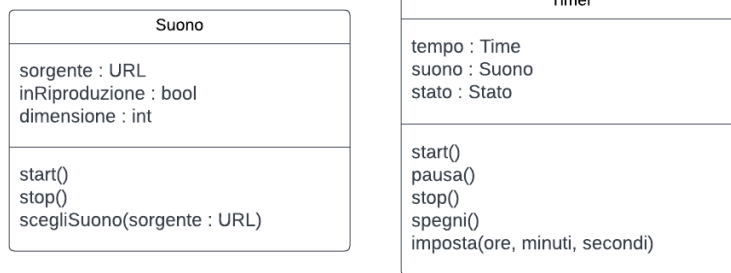 Suono
sorgente : URL
inRiproduzione : bool
dimensione : int
start()
stop()
scegliSuono(sorgente : URL)
Timer
tempo : Time
suono : Suono
stato : Stato
start()
pausa()
stop()
spegni()
imposta(ore, minuti, secondi)